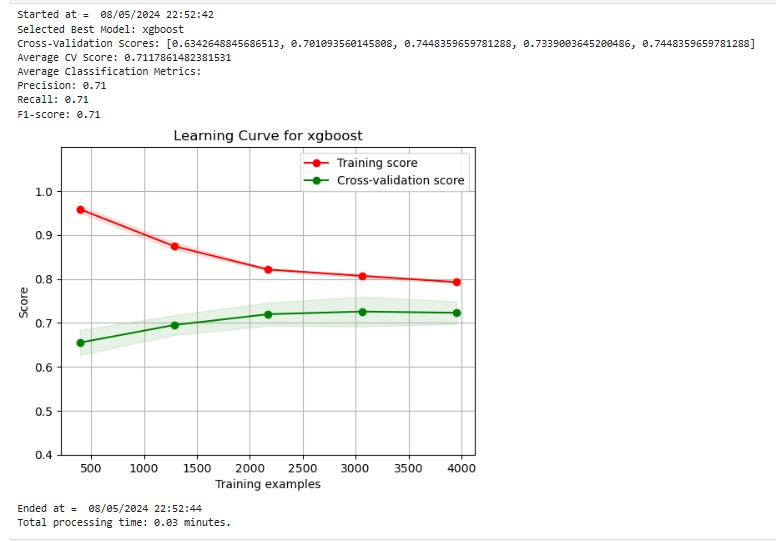 Started at =  08/05/2024 22:52:42
Selected Best Model: xgboost
Cross-Validation Scores: [0.6342648845686513, 0.701093560145808, 0.7448359659781288, 0.7339003645200486, 0.7448359659781288]
Average CV Score: 0.7117861482381531
Average Classification Metrics:
Precision: 0.71
Recall: 0.71
F1-score: 0.71
Learning Curve for xgboost
Training score
Cross-validation score
1.0
0.9
0.8
0.7
0.6
0.5
0.4
Score
500 1000 1500 2000 2500 3000 3500 4000
Training examples
Ended at =  08/05/2024 22:52:44
Total processing time: 0.03 minutes.